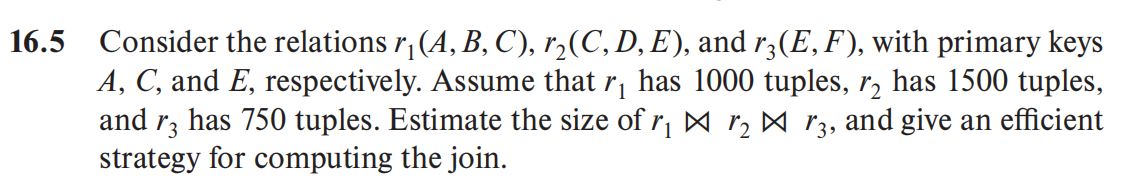 16.5 Consider the relations r₁(A, B, C), r₂(C, D, E), and r₃(E, F), with primary keys
A, C, and E, respectively. Assume that r₁ has 1000 tuples, r₂ has 1500 tuples,
and r₃ has 750 tuples. Estimate the size of r₁ ⋈ r₂ ⋈ r₃, and give an efficient
strategy for computing the join.